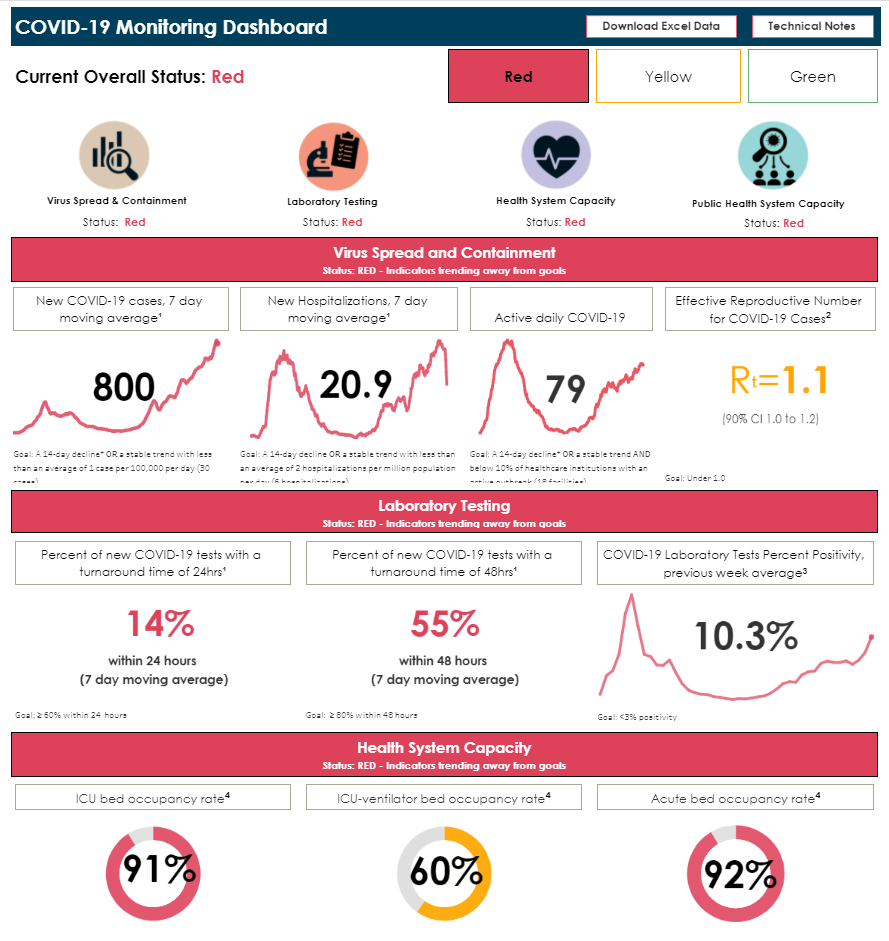 COVID-19 Monitoring Dashboard
Download Excel Data
Technical Notes
Current Overall Status: Red
Red
Yellow
Green
Virus Spread & Containment
Status: Red
Laboratory Testing
Status: Red
Health System Capacity
Status: Red
Public Health System Capacity
Status: Red
Virus Spread and Containment
Status: RED - Indicators trending away from goals
New COVID-19 cases, 7 day
moving average¹
800
Goal: A 14-day decline* OR a stable trend with less
than an average of 1 case per 100,000 per day (30
cases)
New Hospitalizations, 7 day
moving average¹
20.9
Goal: A 14-day decline* OR a stable trend with less than
an average of 2 hospitalizations per million population
per day (6 hospitalizations)
Active daily COVID-19
79
Goal: A 14-day decline* OR a stable trend AND
below 10% of healthcare institutions with an
active outbreak (18 facilities)
Effective Reproductive Number
for COVID-19 Cases²
Rt=1.1
(90% CI 1.0 to 1.2)
Goal: Under 1.0
Laboratory Testing
Status: RED - Indicators trending away from goals
Percent of new COVID-19 tests with a
turnaround time of 24hrs¹
14%
within 24 hours
(7 day moving average)
Goal: ≥ 60% within 24 hours
Percent of new COVID-19 tests with a
turnaround time of 48hrs¹
55%
within 48 hours
(7 day moving average)
Goal: ≥ 80% within 48 hours
COVID-19 Laboratory Tests Percent Positivity,
previous week average³
10.3%
Goal: <3% positivity
Health System Capacity
Status: RED - Indicators trending away from goals
ICU bed occupancy rate⁴
91%
ICU-ventilator bed occupancy rate⁴
60%
Acute bed occupancy rate⁴
92%